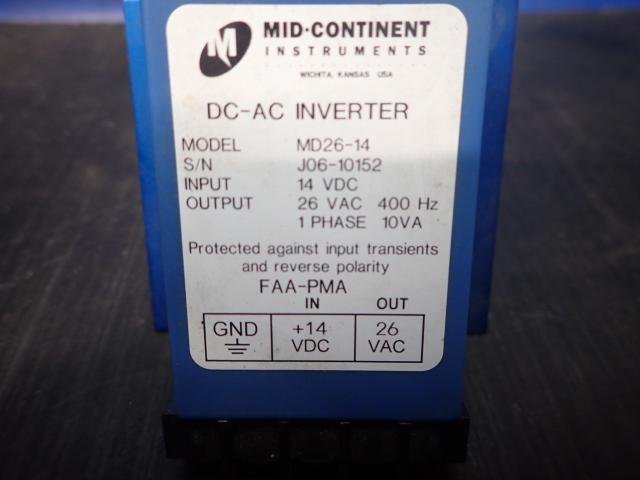 M MID-CONTINENT
INSTRUMENTS
WICHITA, KANSAS USA
DC-AC INVERTER
MODEL MD26-14
S/N J06-10152
INPUT 14 VDC
OUTPUT 26 VAC 400 Hz
1 PHASE 10VA
Protected against input transients
and reverse polarity
FAA-PMA
IN OUT
GND +14 VDC 26 VAC